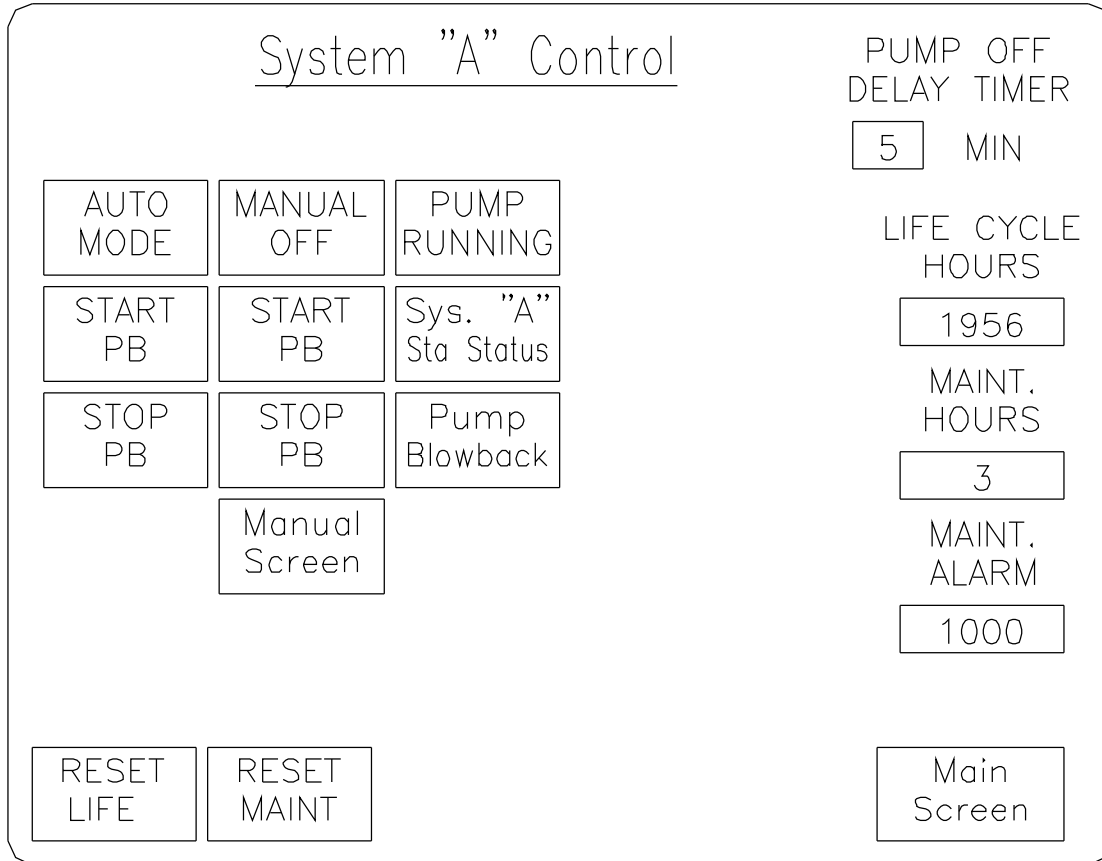 System "A" Control
PUMP OFF
DELAY TIMER
5 MIN
AUTO
MODE
MANUAL
OFF
PUMP
RUNNING
START
PB
START
PB
Sys. "A"
Sta Status
STOP
PB
STOP
PB
Pump
Blowback
Manual
Screen
LIFE CYCLE
HOURS
1956
MAINT.
HOURS
3
MAINT.
ALARM
1000
RESET
LIFE
RESET
MAINT
Main
Screen